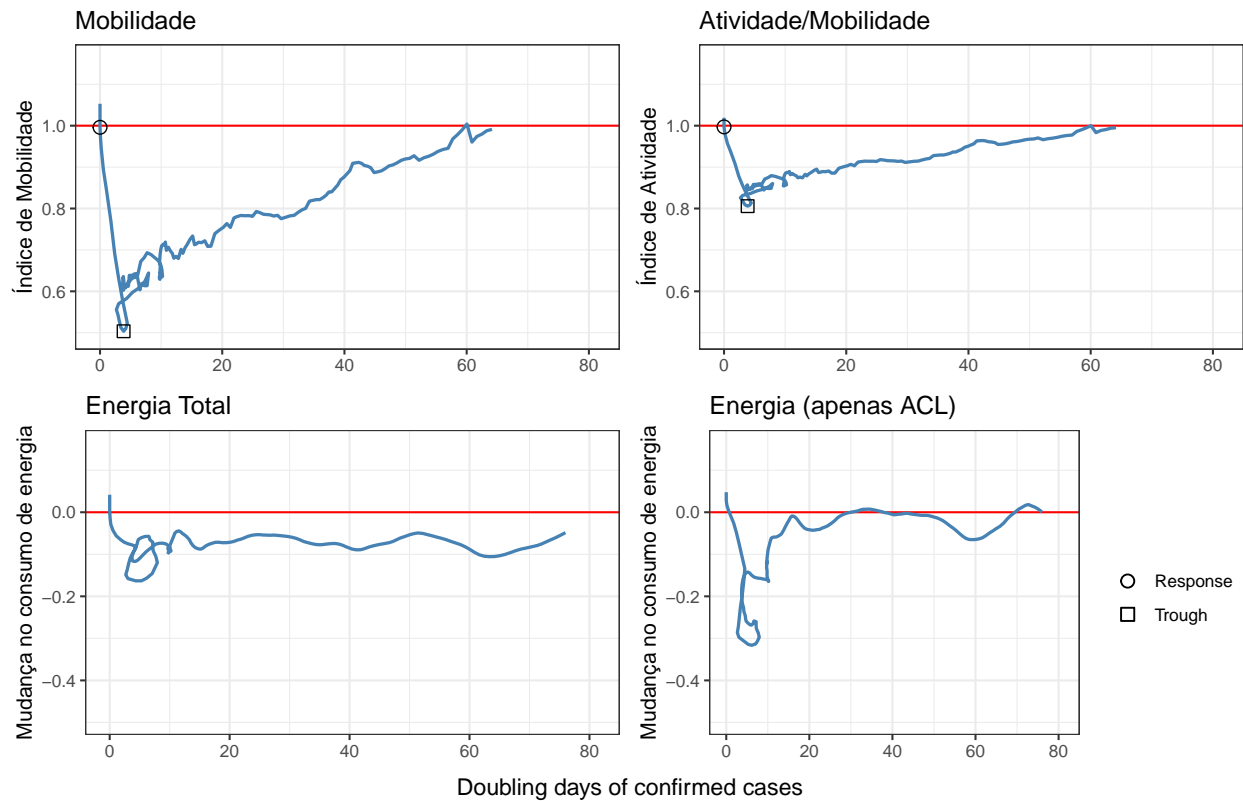 Mobilidade
Índice de Mobilidade
1.0
0.8
0.6
0 20 40 60 80
Atividade/Mobilidade
Índice de Atividade
1.0
0.8
0.6
0 20 40 60 80
Energia Total
Mudança no consumo de energia
0.0
−0.2
−0.4
0 20 40 60 80
Energia (apenas ACL)
Mudança no consumo de energia
0.0
−0.2
−0.4
0 20 40 60 80
Response
Trough
Doubling days of confirmed cases